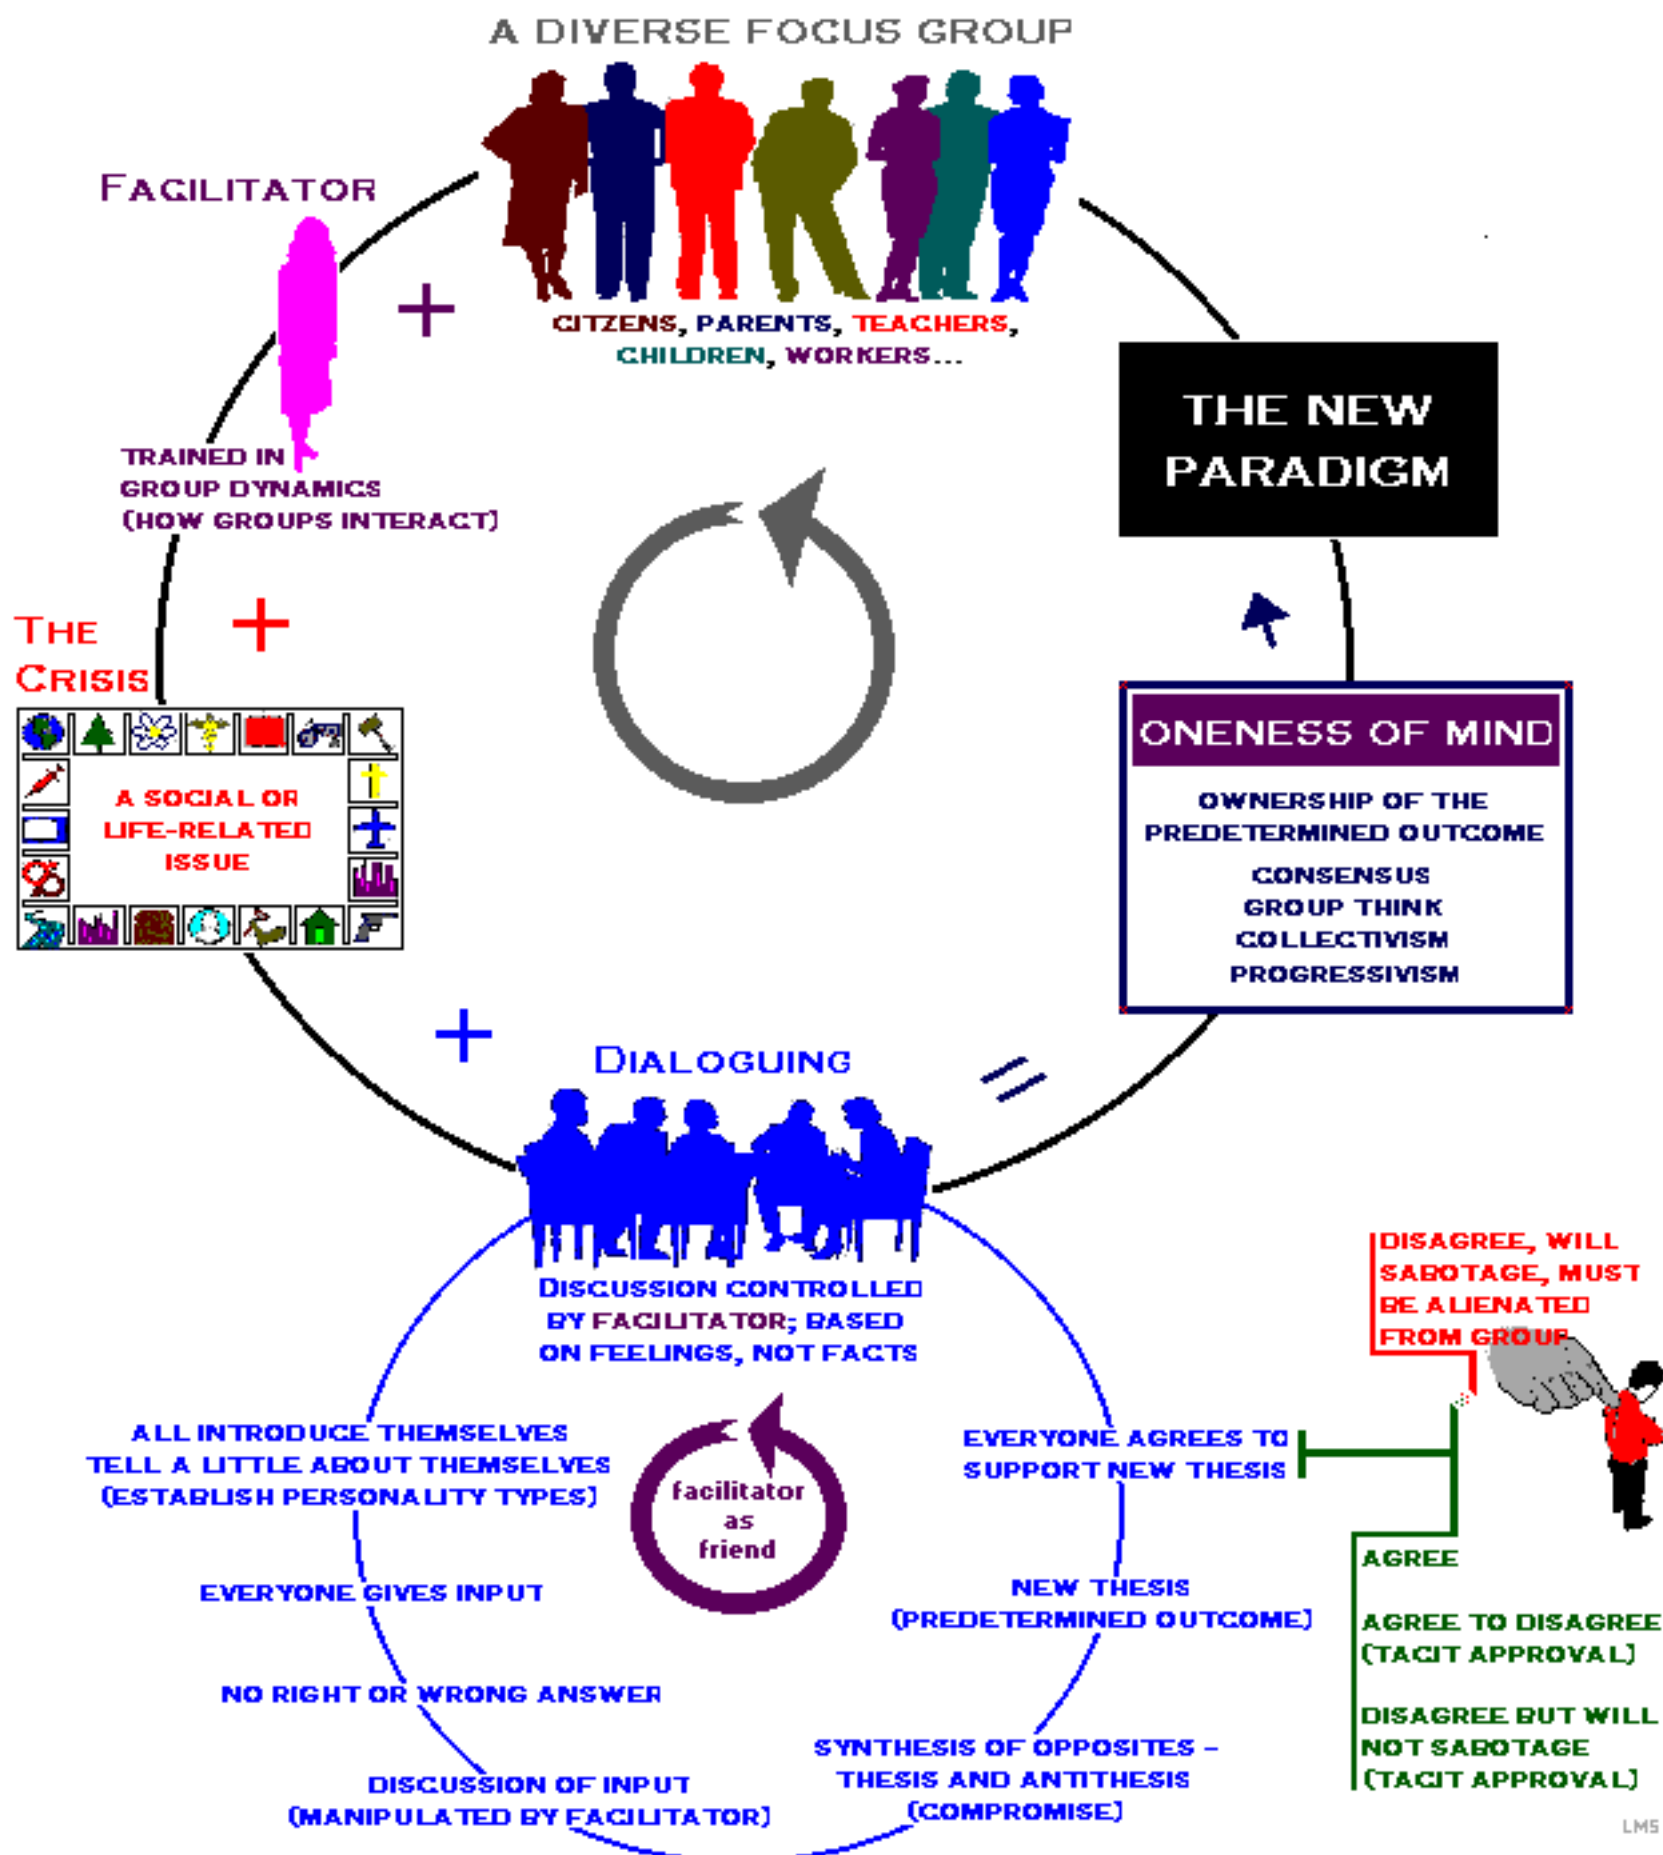 A DIVERSE FOCUS GROUP
CITZENS, PARENTS, TEACHERS,
CHILDREN, WORKERS...
FACILITATOR
TRAINED IN
GROUP DYNAMICS
(HOW GROUPS INTERACT)
+
+
THE
CRISIS
A SOCIAL OR
LIFE-RELATED
ISSUE
+
DIALOGUING
=
DISCUSSION CONTROLLED
BY FACILITATOR; BASED
ON FEELINGS, NOT FACTS
THE NEW
PARADIGM
ONENESS OF MIND
OWNERSHIP OF THE
PREDETERMINED OUTCOME
CONSENSUS
GROUP THINK
COLLECTIVISM
PROGRESSIVISM
ALL INTRODUCE THEMSELVES
TELL A LITTLE ABOUT THEMSELVES
(ESTABLISH PERSONALITY TYPES)
EVERYONE GIVES INPUT
NO RIGHT OR WRONG ANSWER
DISCUSSION OF INPUT
(MANIPULATED BY FACILITATOR)
facilitator
as
friend
SYNTHESIS OF OPPOSITES –
THESIS AND ANTITHESIS
(COMPROMISE)
NEW THESIS
(PREDETERMINED OUTCOME)
EVERYONE AGREES TO
SUPPORT NEW THESIS
DISAGREE, WILL
SABOTAGE, MUST
BE ALIENATED
FROM GROUP
AGREE
AGREE TO DISAGREE
(TACIT APPROVAL)
DISAGREE BUT WILL
NOT SABOTAGE
(TACIT APPROVAL)
LMS